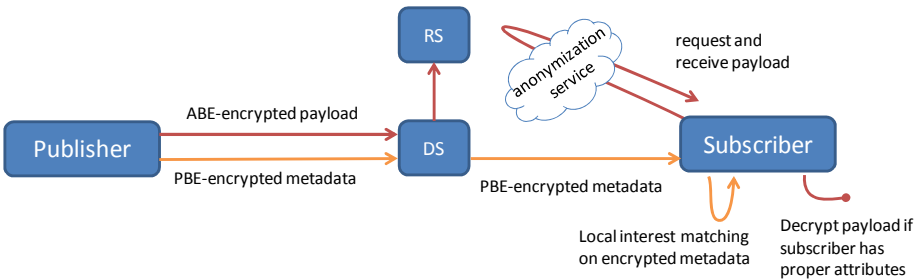 RS
anonymization
service
request and
receive payload
ABE-encrypted payload
Publisher
DS
Subscriber
PBE-encrypted metadata
PBE-encrypted metadata
Local interest matching
on encrypted metadata
Decrypt payload if
subscriber has
proper attributes